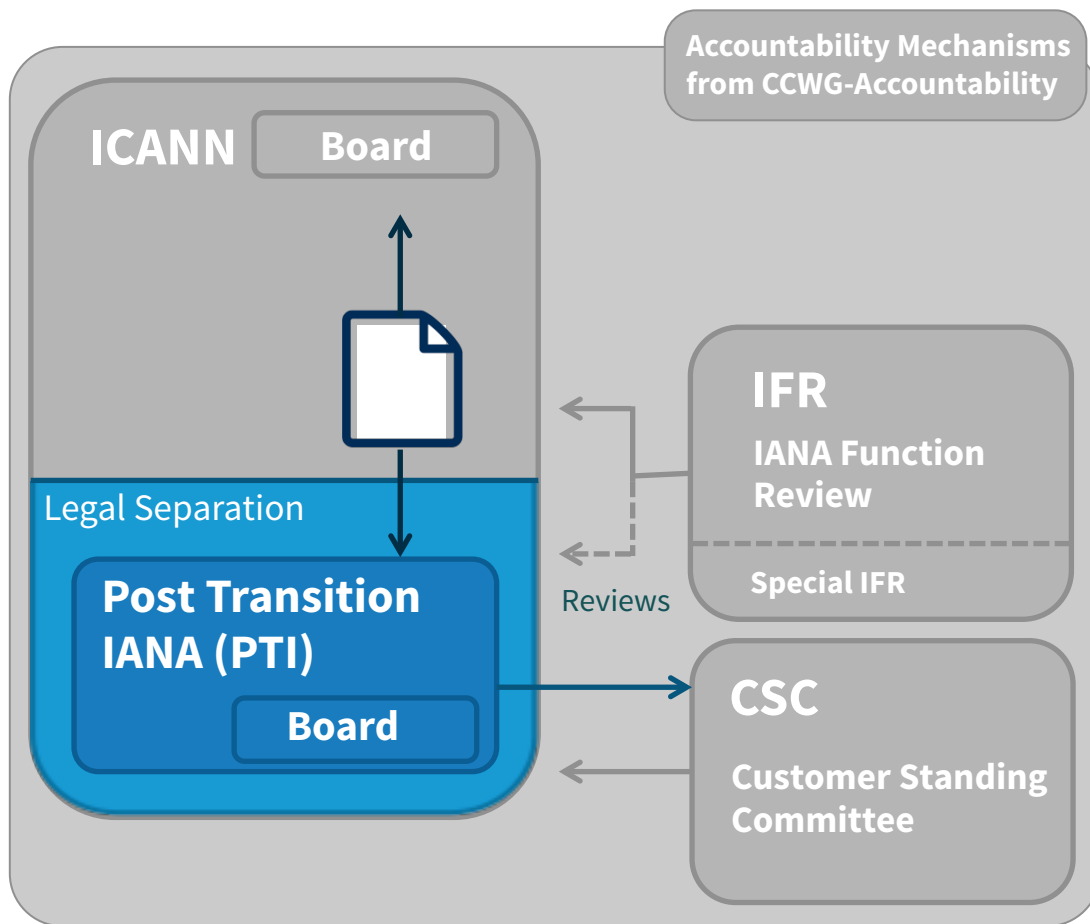 Accountability Mechanisms
from CCWG-Accountability
ICANN
Board
Legal Separation
Post Transition
IANA (PTI)
Board
Reviews
IFR
IANA Function
Review
Special IFR
CSC
Customer Standing
Committee